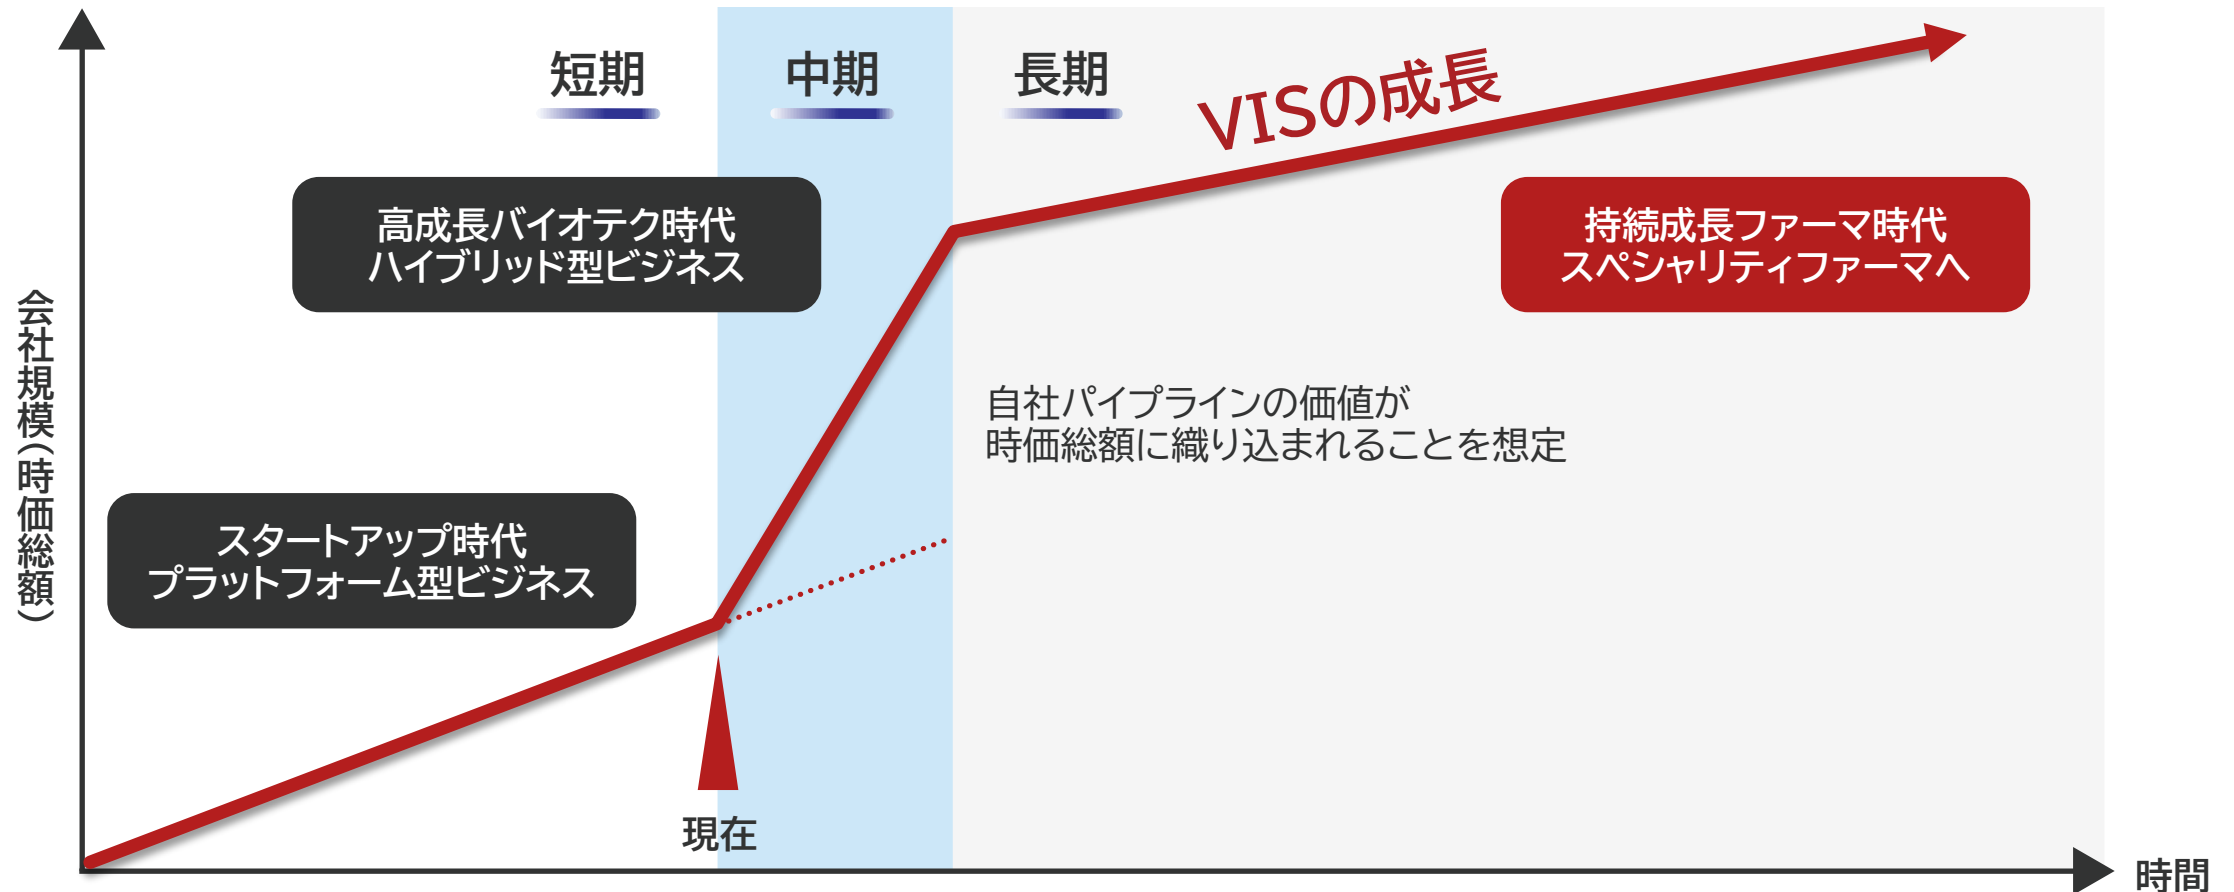 短期
中期
長期
VISの成長
高成長バイオテク時代
ハイブリッド型ビジネス
持続成長ファーマ時代
スペシャリティファーマへ
会社規模(時価総額)
自社パイプラインの価値が
時価総額に織り込まれることを想定
スタートアップ時代
プラットフォーム型ビジネス
現在
時間